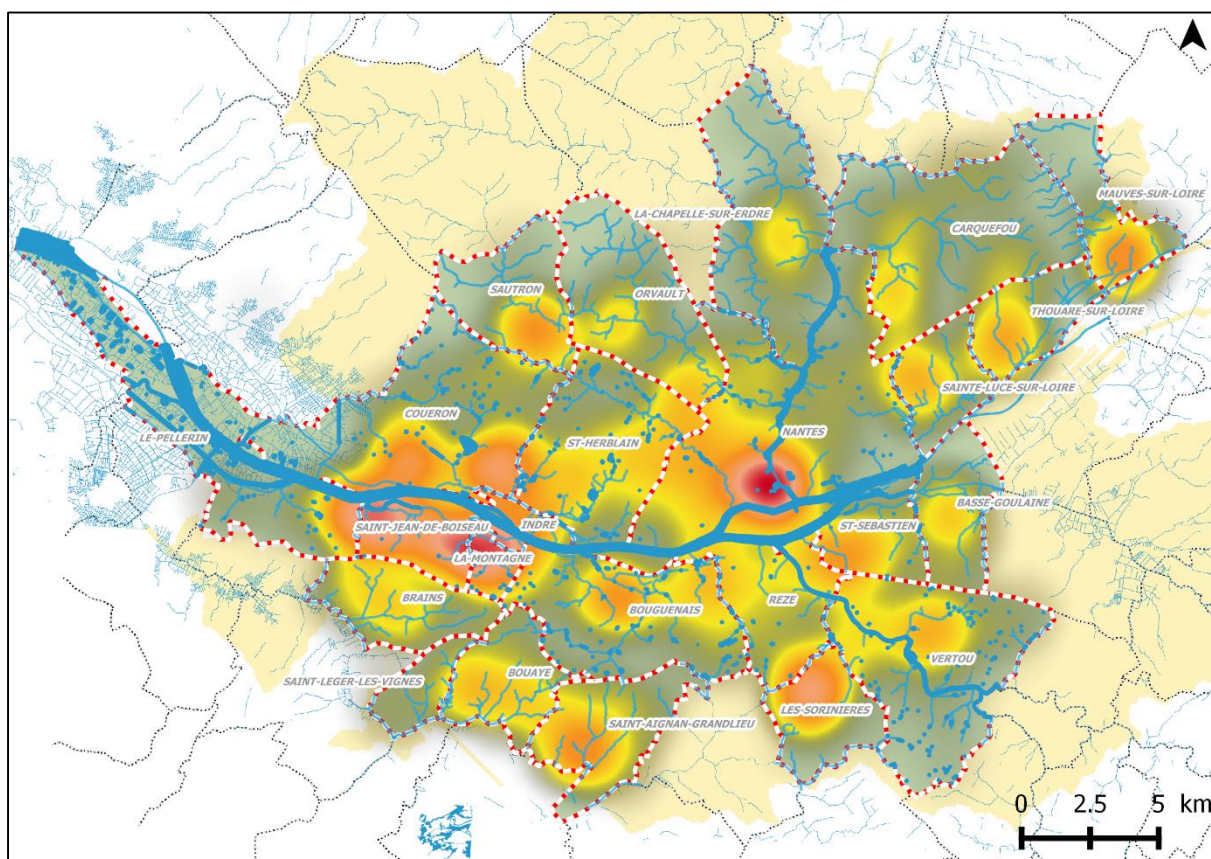 MAUVES-SUR-LOIRE
LA-CHAPELLE-SUR-ERDRE
CARQUEFOU
SAUTRON
ORVAULT
THOUARE-SUR-LOIRE
SAINTE-LUCE-SUR-LOIRE
COUERON
NANTES
LE-PELLERIN
ST-HERBLAIN
BASSE-GOULAINE
SAINT-JEAN-DE-BOISEAU
INDRE
ST-SEBASTIEN
LA-MONTAGNE
BRAINS
REZE
BOUGUENAIS
VERTOU
BOUAYE
SAINT-LEGER-LES-VIGNES
LES-SORINIERES
SAINT-AIGNAN-GRANDLIEU
0 2.5 5 km